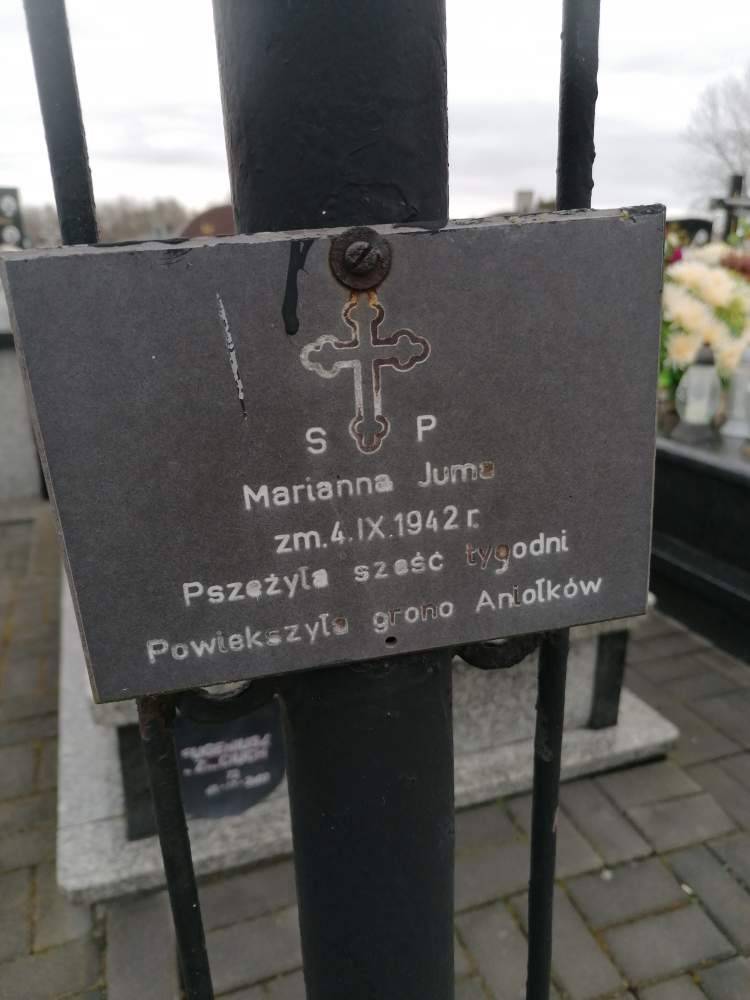 S P
Marianna Juma
zm. 4. IX. 1942 r.
Pszeżyła sześć tygodni
Powiekszyła grono Aniołków